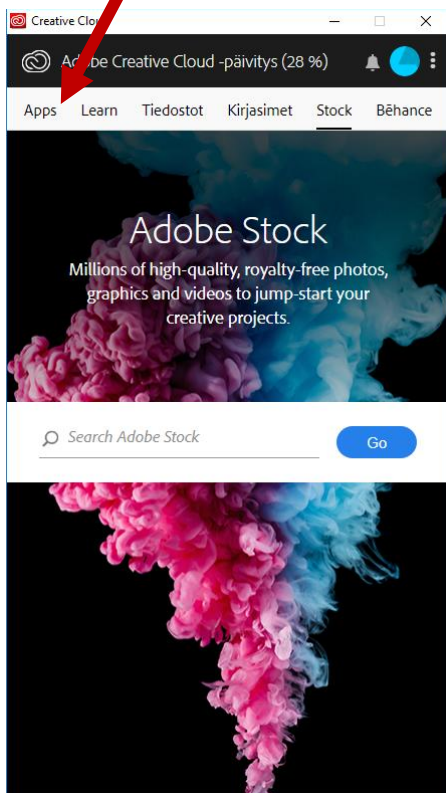 Creative Cloud
Adobe Creative Cloud -päivitys (28 %)
Apps Learn Tiedostot Kirjasimet Stock Bēhance
Adobe Stock
Millions of high-quality, royalty-free photos,
graphics and videos to jump-start your
creative projects.
Search Adobe Stock
Go